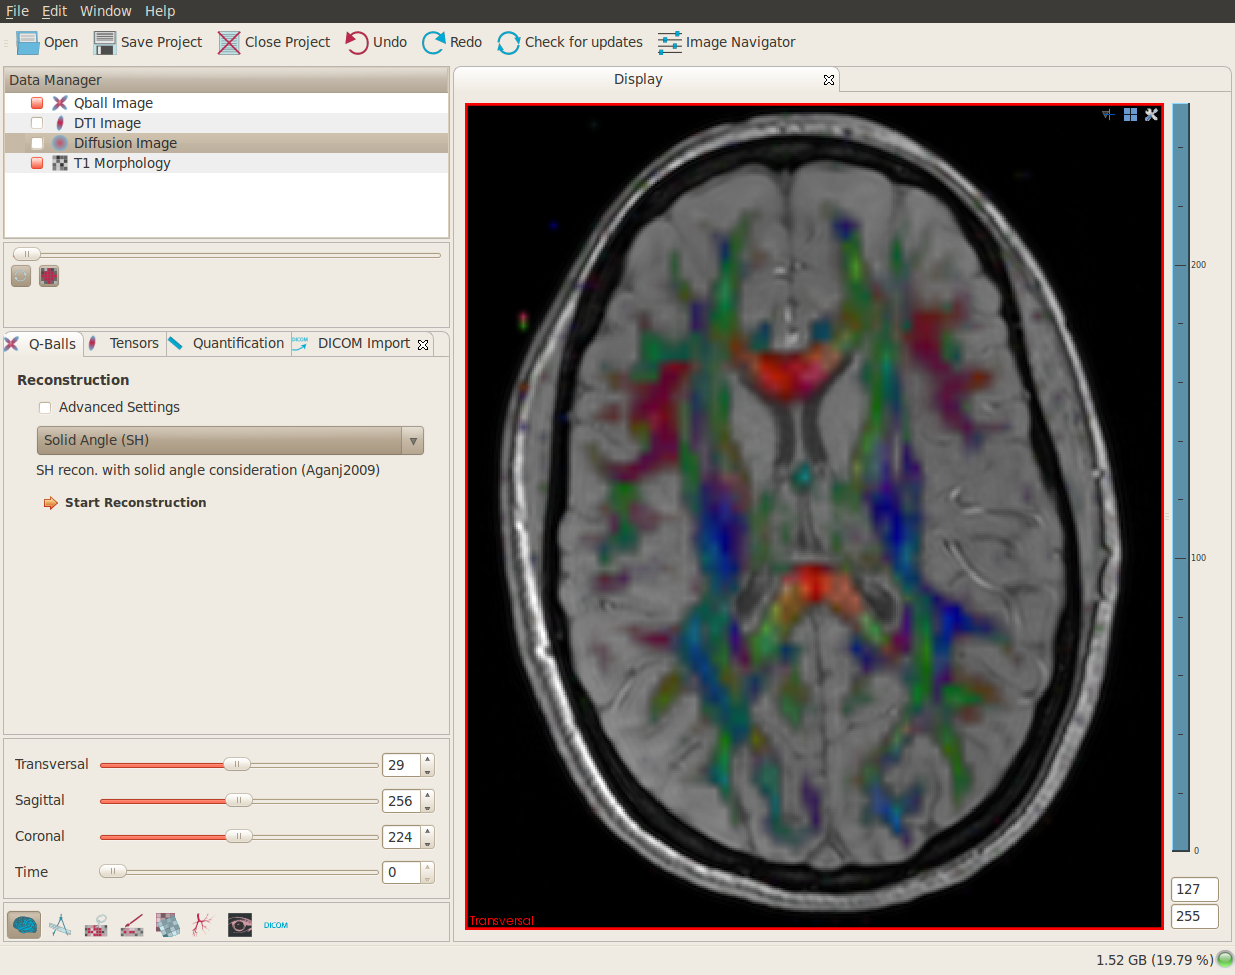 File Edit Window Help
Open Save Project Close Project Undo Redo Check for updates Image Navigator
Data Manager
Qball Image
DTI Image
Diffusion Image
T1 Morphology
Q-Balls Tensors Quantification DICOM DICOM Import
Reconstruction
Advanced Settings
Solid Angle (SH)
SH recon. with solid angle consideration (Aganj2009)
Start Reconstruction
Transversal 29
Sagittal 256
Coronal 224
Time 0
DICOM
Display
200
100
0
127
255
Transversal
1.52 GB (19.79 %)